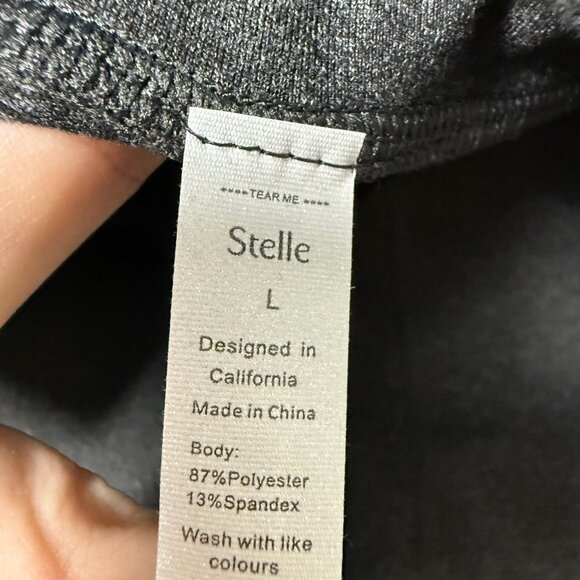 ****TEAR ME ****
Stelle
L
Designed in
California
Made in China
Body:
87%Polyester
13%Spandex
Wash with like
colours